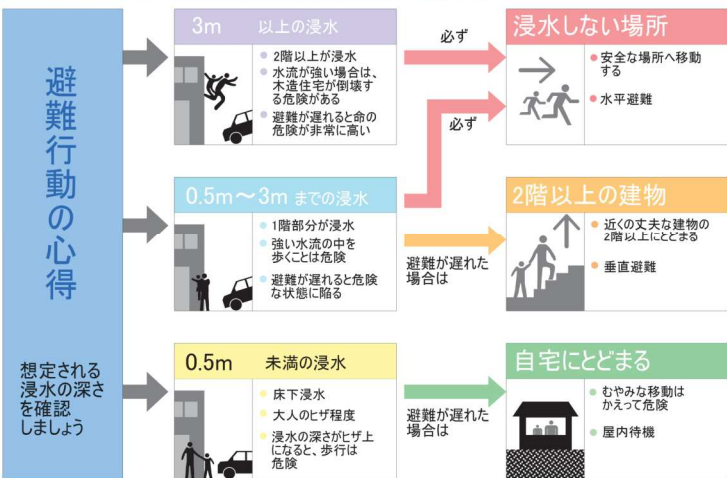 避難行動の心得
想定される
浸水の深さ
を確認
しましょう
3m 以上の浸水
2階以上が浸水
水流が強い場合は、
木造住宅が倒壊す
る危険がある
避難が遅れると命の
危険が非常に高い
必ず
浸水しない場所
安全な場所へ移動
する
水平避難
0.5m～3m までの浸水
1階部分が浸水
強い水流の中を
歩くことは危険
避難が遅れると危険
な状態に陥る
必ず
避難が遅れた
場合は
2階以上の建物
近くの丈夫な建物の
2階以上にとどまる
垂直避難
0.5m 未満の浸水
床下浸水
大人のヒザ程度
浸水の深さがヒザ上
になると、歩行は
危険
避難が遅れた
場合は
自宅にとどまる
むやみな移動は
かえって危険
屋内待機